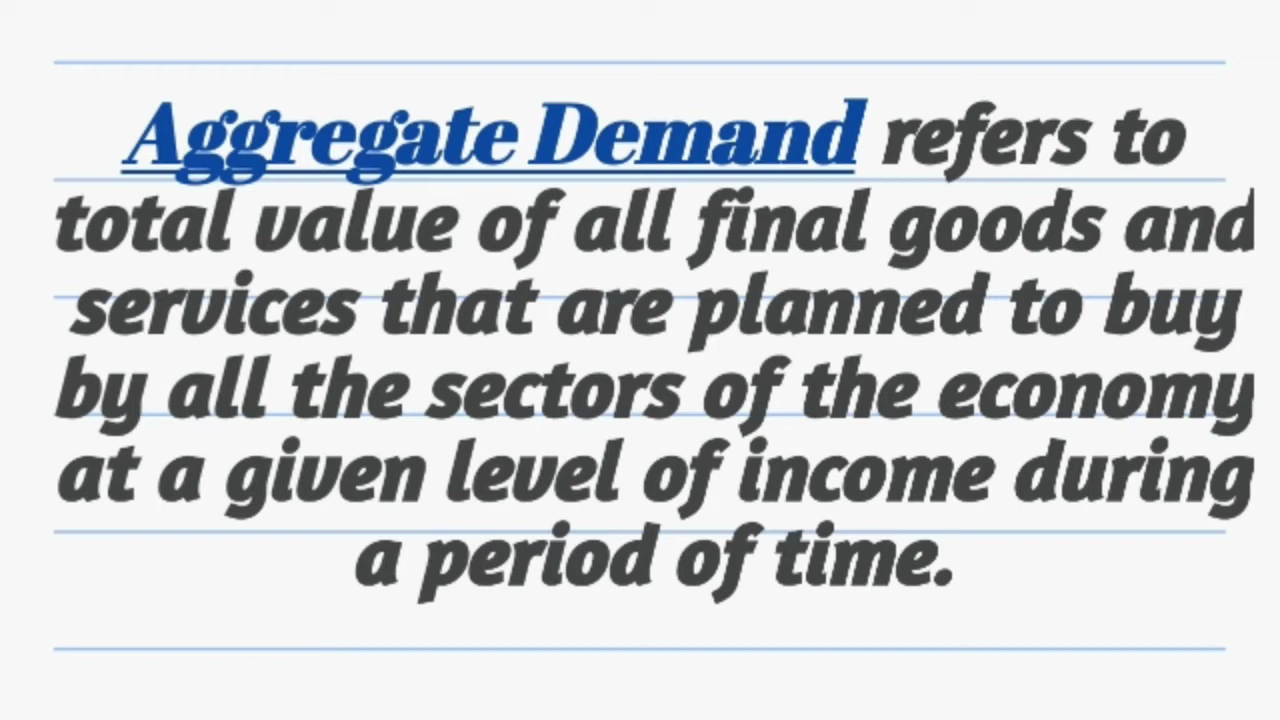 Aggregate Demand refers to
total value of all final goods and
services that are planned to buy
by all the sectors of the economy
at a given level of income during
a period of time.